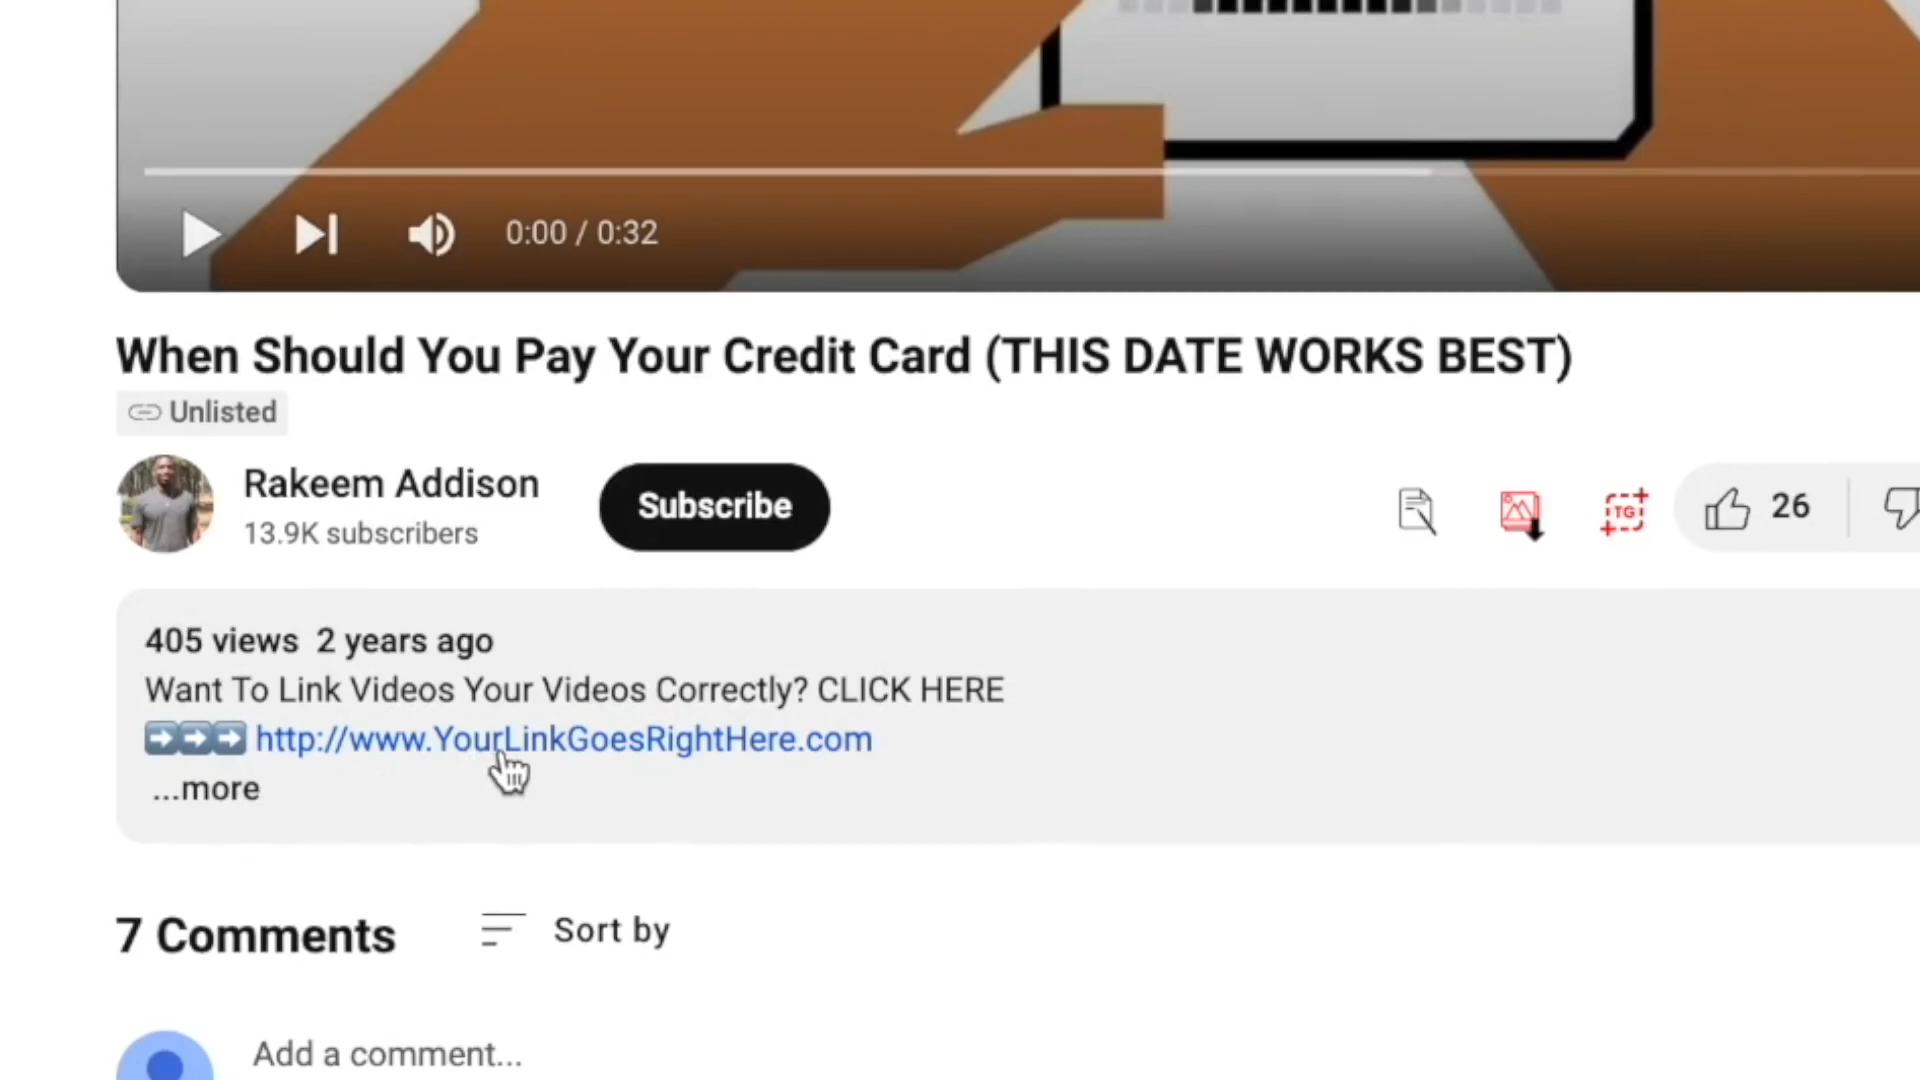 0:00 / 0:32
When Should You Pay Your Credit Card (THIS DATE WORKS BEST)
Unlisted
Rakeem Addison
13.9K subscribers
Subscribe
TG
26
405 views 2 years ago
Want To Link Videos Your Videos Correctly? CLICK HERE
➡️➡️➡️ http://www.YourLinkGoesRightHere.com
...more
7 Comments
Sort by
Add a comment...